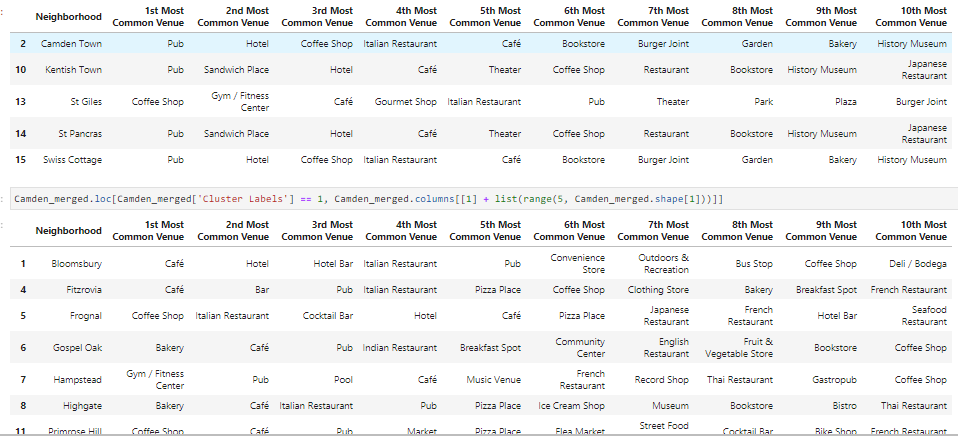 Neighborhood 1st Most Common Venue 2nd Most Common Venue 3rd Most Common Venue 4th Most Common Venue 5th Most Common Venue 6th Most Common Venue 7th Most Common Venue 8th Most Common Venue 9th Most Common Venue 10th Most Common Venue
2 Camden Town Pub Hotel Coffee Shop Italian Restaurant Café Bookstore Burger Joint Garden Bakery History Museum
10 Kentish Town Pub Sandwich Place Hotel Café Theater Coffee Shop Restaurant Bookstore History Museum Japanese Restaurant
13 St Giles Coffee Shop Gym / Fitness Center Café Gourmet Shop Italian Restaurant Pub Theater Park Plaza Burger Joint
14 St Pancras Pub Sandwich Place Hotel Café Theater Coffee Shop Restaurant Bookstore History Museum Japanese Restaurant
15 Swiss Cottage Pub Hotel Coffee Shop Italian Restaurant Café Bookstore Burger Joint Garden Bakery History Museum
Camden_merged.loc[Camden_merged['Cluster Labels'] == 1, Camden_merged.columns[[1] + list(range(5, Camden_merged.shape[1]))]]
Neighborhood 1st Most Common Venue 2nd Most Common Venue 3rd Most Common Venue 4th Most Common Venue 5th Most Common Venue 6th Most Common Venue 7th Most Common Venue 8th Most Common Venue 9th Most Common Venue 10th Most Common Venue
1 Bloomsbury Café Hotel Hotel Bar Italian Restaurant Pub Convenience Store Outdoors & Recreation Bus Stop Coffee Shop Deli / Bodega
4 Fitzrovia Café Bar Pub Italian Restaurant Pizza Place Coffee Shop Clothing Store Bakery Breakfast Spot French Restaurant
5 Frognal Coffee Shop Italian Restaurant Cocktail Bar Hotel Café Pizza Place Japanese Restaurant French Restaurant Hotel Bar Seafood Restaurant
6 Gospel Oak Bakery Café Pub Indian Restaurant Breakfast Spot Community Center English Restaurant Fruit & Vegetable Store Bookstore Coffee Shop
7 Hampstead Gym / Fitness Center Pub Pool Café Music Venue French Restaurant Record Shop Thai Restaurant Gastropub Coffee Shop
8 Highgate Bakery Café Italian Restaurant Pub Pizza Place Ice Cream Shop Museum Bookstore Bistro Thai Restaurant
11 Primrose Hill Coffee Shop Café Pub Market Pizza Place Flea Market Street Food Cocktail Bar Bike Shop French Restaurant